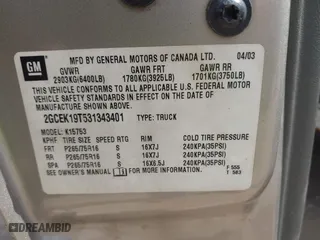 GM
MFD BY GENERAL MOTORS OF CANADA LTD 04/03
GVWR GAWR FRT GAWR RR
2903KG(6400LB) 1780KG(3925LB) 1701KG(3750LB)
THIS VEHICLE CONFORMS TO ALL APPLICABLE U.S. FEDERAL MOTOR
VEHICLE SAFETY STANDARDS IN EFFECT ON THE DATE OF
MANUFACTURE SHOWN ABOVE.
2GCEK19T531343401 TYPE: TRUCK
MODEL: K15753
KPHF TIRE SIZE SPEED RTG RIM COLD TIRE PRESSURE
FRT P265/75R16 S 16X7J 240KPA(35PSI)
RR P265/75R16 S 16X7J 240KPA(35PSI)
SPA P265/75R16 S 16X6.5J 240KPA(35PSI)
SEE OWNER'S MANUAL FOR MORE INFORMATION.
F 558
T 563
DREAMBID